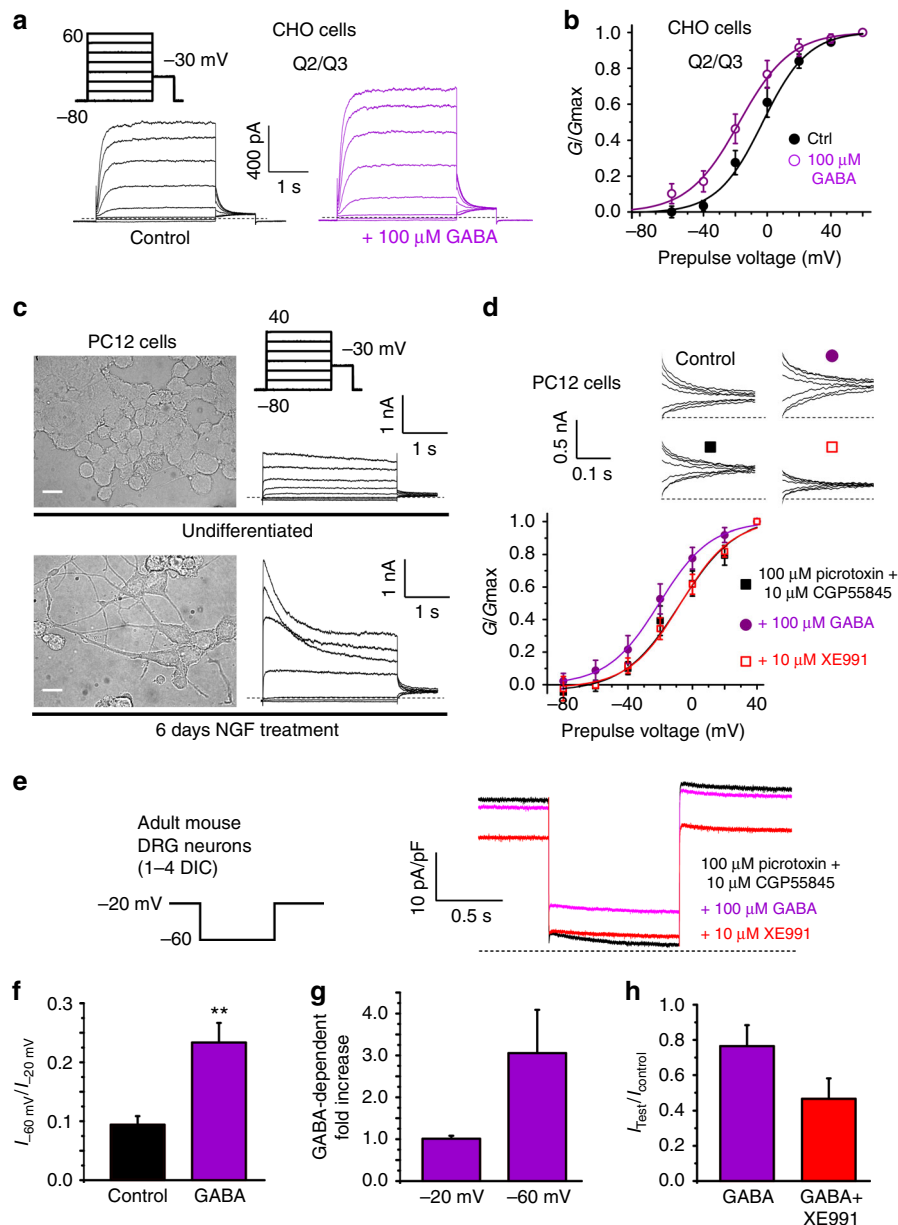 a
60
−30 mV
−80
CHO cells
Q2/Q3
400 pA
1 s
Control
+ 100 μM GABA
b
CHO cells
Q2/Q3
G/Gmax
1.0
0.8
0.6
0.4
0.2
0.0
Ctrl
100 μM
GABA
−80
−40
0
40
Prepulse voltage (mV)
c
PC12 cells
40
−30 mV
−80
1 nA
1 s
Undifferentiated
1 nA
1 s
6 days NGF treatment
d
PC12 cells
Control
0.5 nA
0.1 s
G/Gmax
1.0
0.8
0.6
0.4
0.2
0.0
100 μM picrotoxin +
10 μM CGP55845
+ 100 μM GABA
+ 10 μM XE991
−80
−40
0
40
Prepulse voltage (mV)
e
Adult mouse
DRG neurons
(1–4 DIC)
−20 mV
−60
10 pA/pF
0.5 s
100 μM picrotoxin +
10 μM CGP55845
+ 100 μM GABA
+ 10 μM XE991
f
I−60 mV/I−20 mV
0.3
0.2
0.1
0.0
**
Control
GABA
g
GABA-dependent
fold increase
4.0
3.0
2.0
1.0
0.0
−20 mV
−60 mV
h
ITest/Icontrol
1.0
0.8
0.6
0.4
0.2
0
GABA
GABA+
XE991